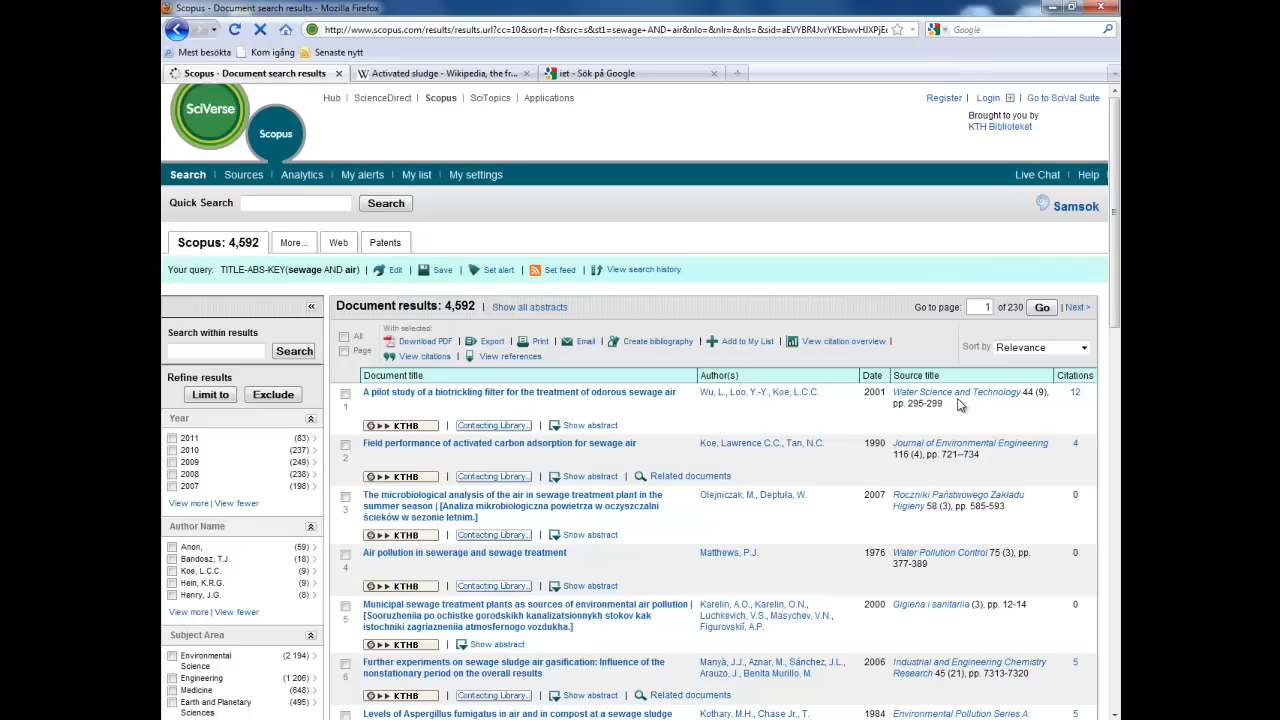 Scopus - Document search results - Mozilla Firefox
http://www.scopus.com/results/results.url?cc=10&sort=r-f&src=s&st1=sewage+AND+air&nlo=&nlr=&nls=&sid=aEVYBR4JvrYKEbwvHJXPjEc
Google
Mest besökta Kom igång Senaste nytt
Scopus - Document search results Activated sludge - Wikipedia, the fr... iet - Sök på Google
SciVerse Scopus
Hub ScienceDirect Scopus SciTopics Applications
Register Login Go to SciVal Suite
Brought to you by
KTH Biblioteket
Search Sources Analytics My alerts My list My settings Live Chat Help
Quick Search Search Samsok
Scopus: 4,592 More... Web Patents
Your query: TITLE-ABS-KEY(sewage AND air) Edit Save Set alert Set feed View search history
Document results: 4,592 Show all abstracts Go to page: 1 of 230 Go Next >
Search within results
Search
Refine results
Limit to Exclude
Year
2011 (83)
2010 (237)
2009 (249)
2008 (238)
2007 (198)
View more | View fewer
Author Name
Anon, (59)
Bandosz, T.J. (18)
Koe, L.C.C. (9)
Hein, K.R.G. (9)
Henry, J.G. (8)
View more | View fewer
Subject Area
Environmental Science (2 194)
Engineering (1 206)
Medicine (648)
Earth and Planetary Sciences (495)
All
Page
With selected:
Download PDF Export Print Email Create bibliography Add to My List View citation overview
View citations View references
Sort by Relevance
Document title Author(s) Date Source title Citations
1 A pilot study of a biotrickling filter for the treatment of odorous sewage air Wu, L., Loo, Y.-Y., Koe, L.C.C. 2001 Water Science and Technology 44 (9), 12
pp. 295-299
KTHB Contacting Library.. Show abstract
2 Field performance of activated carbon adsorption for sewage air Koe, Lawrence C.C., Tan, N.C. 1990 Journal of Environmental Engineering 4
116 (4), pp. 721--734
KTHB Contacting Library.. Show abstract Related documents
3 The microbiological analysis of the air in sewage treatment plant in the Olejniczak, M., Deptuła, W. 2007 Roczniki Państwowego Zakładu 0
summer season | [Analiza mikrobiologiczna powietrza w oczyszczalni Higieny 58 (3), pp. 585-593
ścieków w sezonie letnim.]
KTHB Contacting Library.. Show abstract
4 Air pollution in sewerage and sewage treatment Matthews, P.J. 1976 Water Pollution Control 75 (3), pp. 0
377-389
KTHB Contacting Library.. Show abstract
5 Municipal sewage treatment plants as sources of environmental air pollution | Karelin, A.O., Karelin, O.N., 2000 Gigiena i sanitariia (3), pp. 12-14 0
[Sooruzheniia po ochistke gorodskikh kanalizatsionnykh stokov kak Luchkevich, V.S., Masychev, V.N.,
istochniki zagriazneniia atmosfernogo vozdukha.] Figurovskiĭ, A.P.
KTHB Show abstract
6 Further experiments on sewage sludge air gasification: Influence of the Manyà, J.J., Aznar, M., Sánchez, J.L., 2006 Industrial and Engineering Chemistry 5
nonstationary period on the overall results Arauzo, J., Benita Murillo, M. Research 45 (21), pp. 7313-7320
KTHB Contacting Library.. Show abstract Related documents
Levels of Aspergillus fumigatus in air and in compost at a sewage sludge Kothary, M.H., Chase Jr., T. 1984 Environmental Pollution Series A: 5